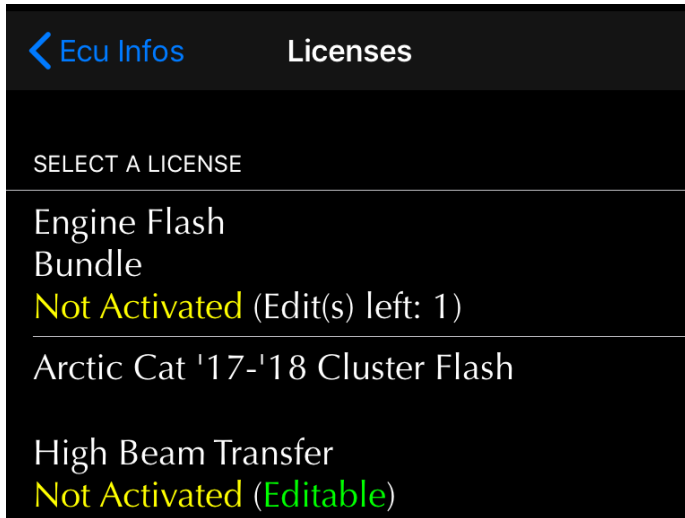 Ecu Infos
Licenses
SELECT A LICENSE
Engine Flash
Bundle
Not Activated (Edit(s) left: 1)
Arctic Cat '17-'18 Cluster Flash
High Beam Transfer
Not Activated (Editable)